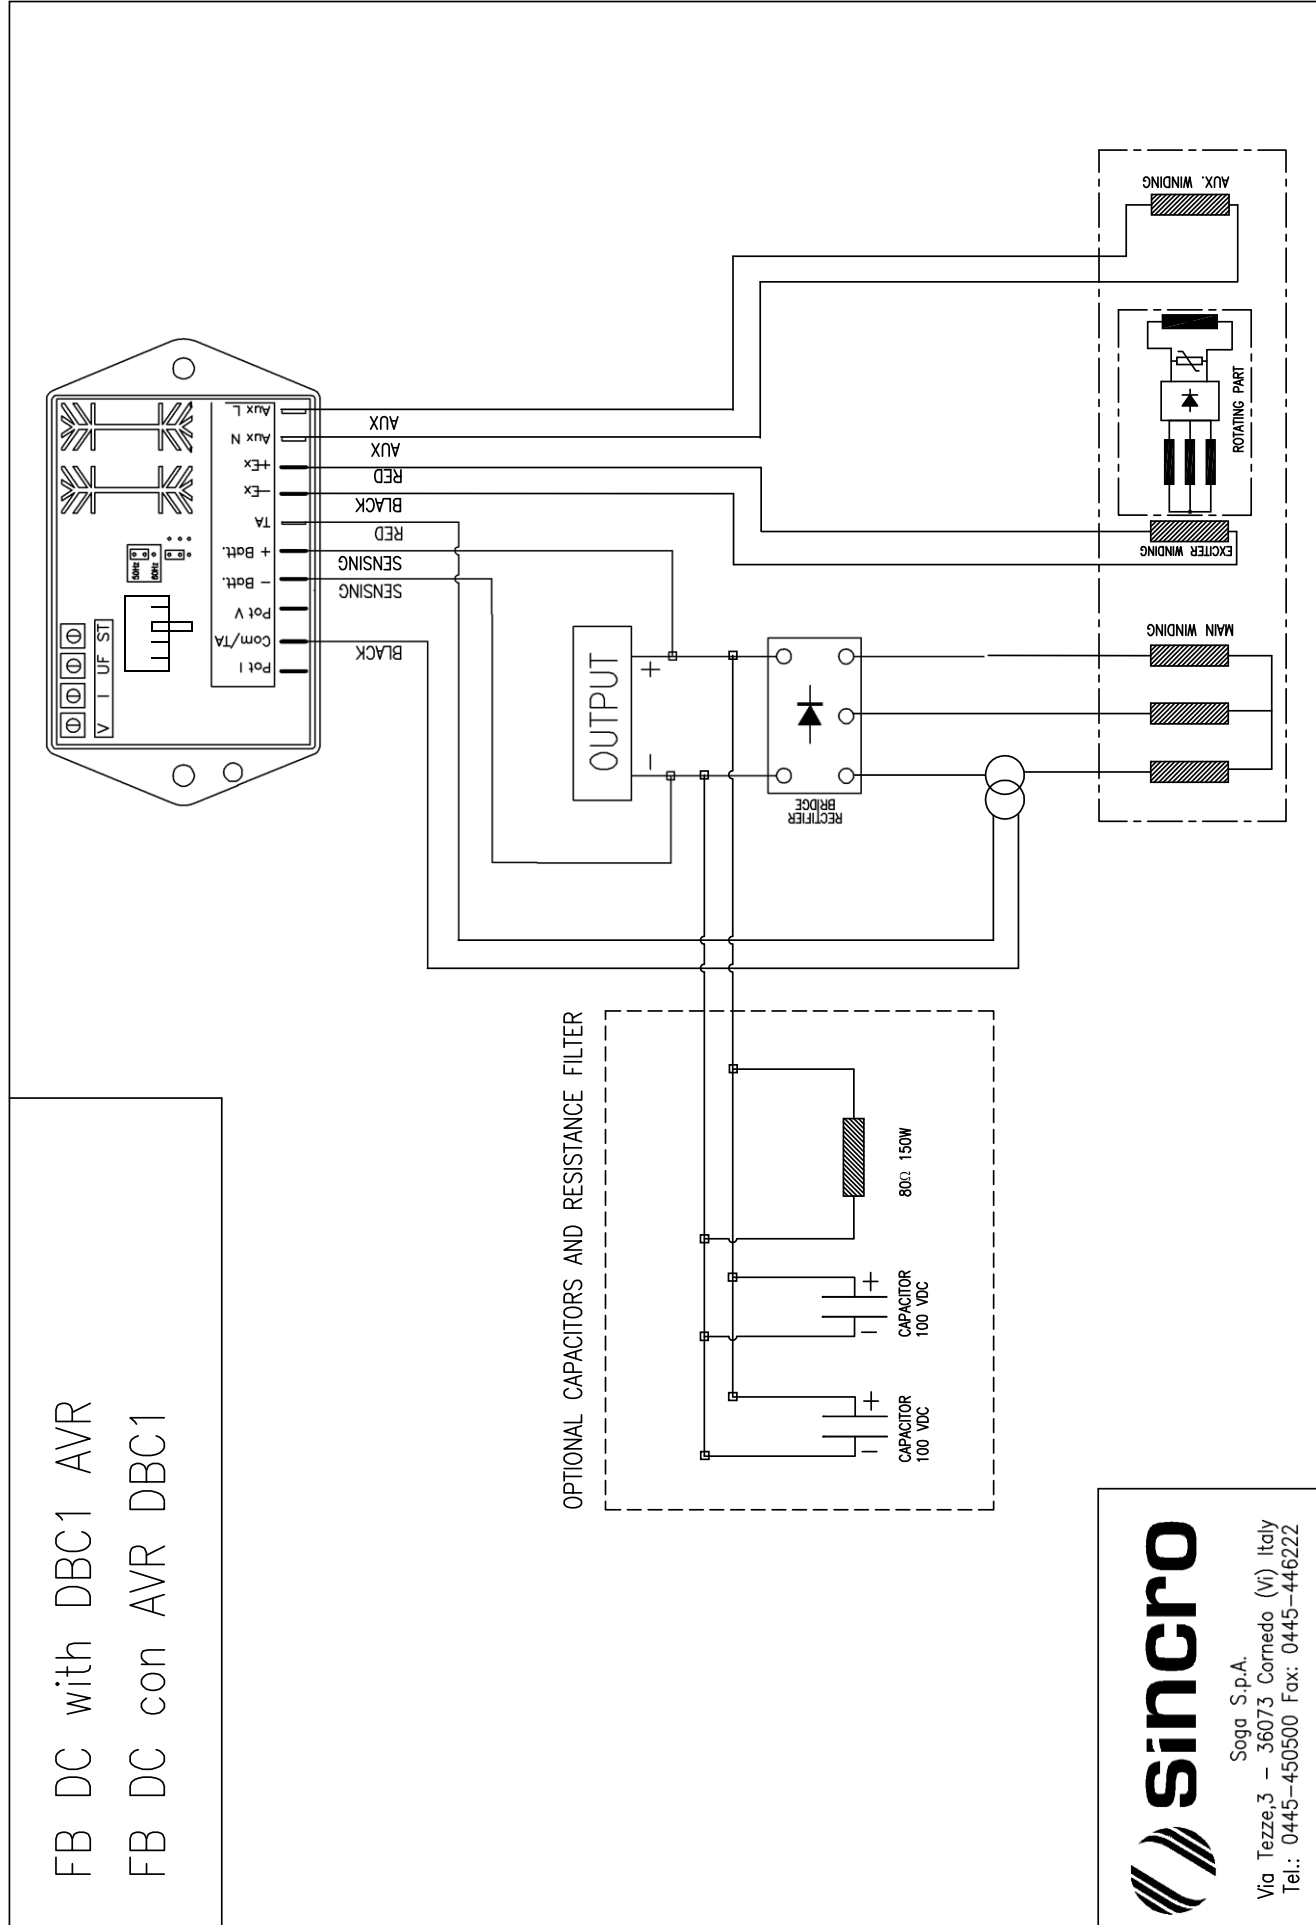 FB DC with DBC1 AVR
FB DC con AVR DBC1
V I UF ST
50Hz
60Hz
Aux L
Aux N
+Ex
-Ex
TA
+ Batt.
- Batt.
Pot V
Com/TA
Pot I
AUX
AUX
RED
BLACK
RED
SENSING
SENSING
BLACK
OUTPUT
+
−
RECTIFIER
BRIDGE
AUX. WINDING
ROTATING PART
EXCITER WINDING
MAIN WINDING
OPTIONAL CAPACITORS AND RESISTANCE FILTER
80Ω 150W
+
−
CAPACITOR
100 VDC
+
−
CAPACITOR
100 VDC
sincro
Soga S.p.A.
Via Tezze,3 − 36073 Cornedo (Vi) Italy
Tel.: 0445−450500 Fax: 0445−446222